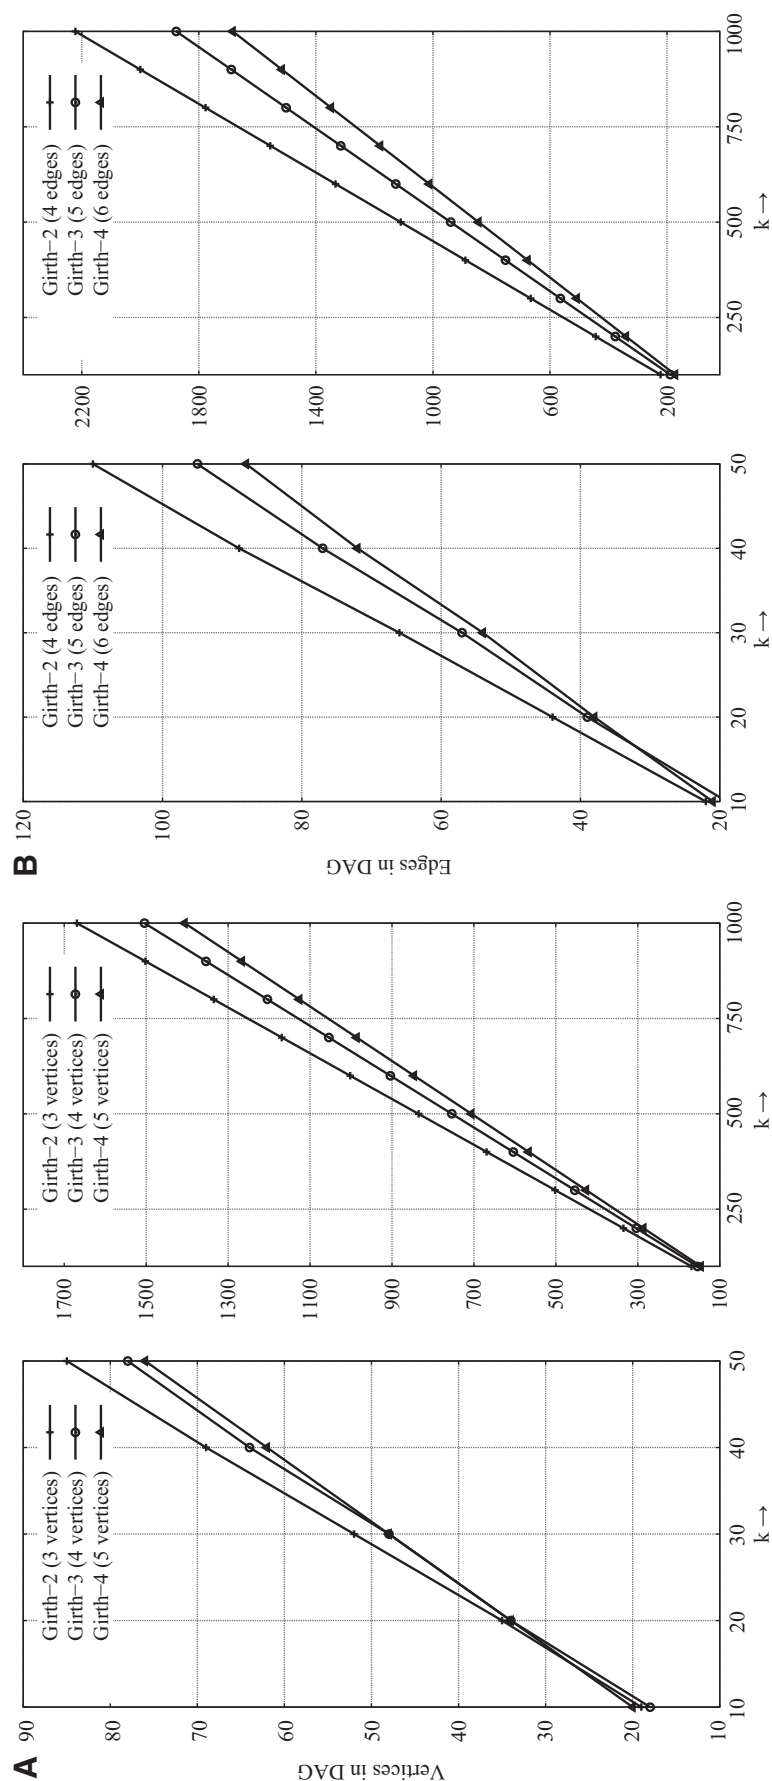 A
Vertices in DAG
90
80
70
60
50
40
30
20
10
10
20
30
40
50
k →
Girth−2 (3 vertices)
Girth−3 (4 vertices)
Girth−4 (5 vertices)
1700
1500
1300
1100
900
700
500
300
100
250
500
750
1000
k →
Girth−2 (3 vertices)
Girth−3 (4 vertices)
Girth−4 (5 vertices)
B
Edges in DAG
120
100
80
60
40
20
10
20
30
40
50
k →
Girth−2 (4 edges)
Girth−3 (5 edges)
Girth−4 (6 edges)
2200
1800
1400
1000
600
200
250
500
750
1000
k →
Girth−2 (4 edges)
Girth−3 (5 edges)
Girth−4 (6 edges)